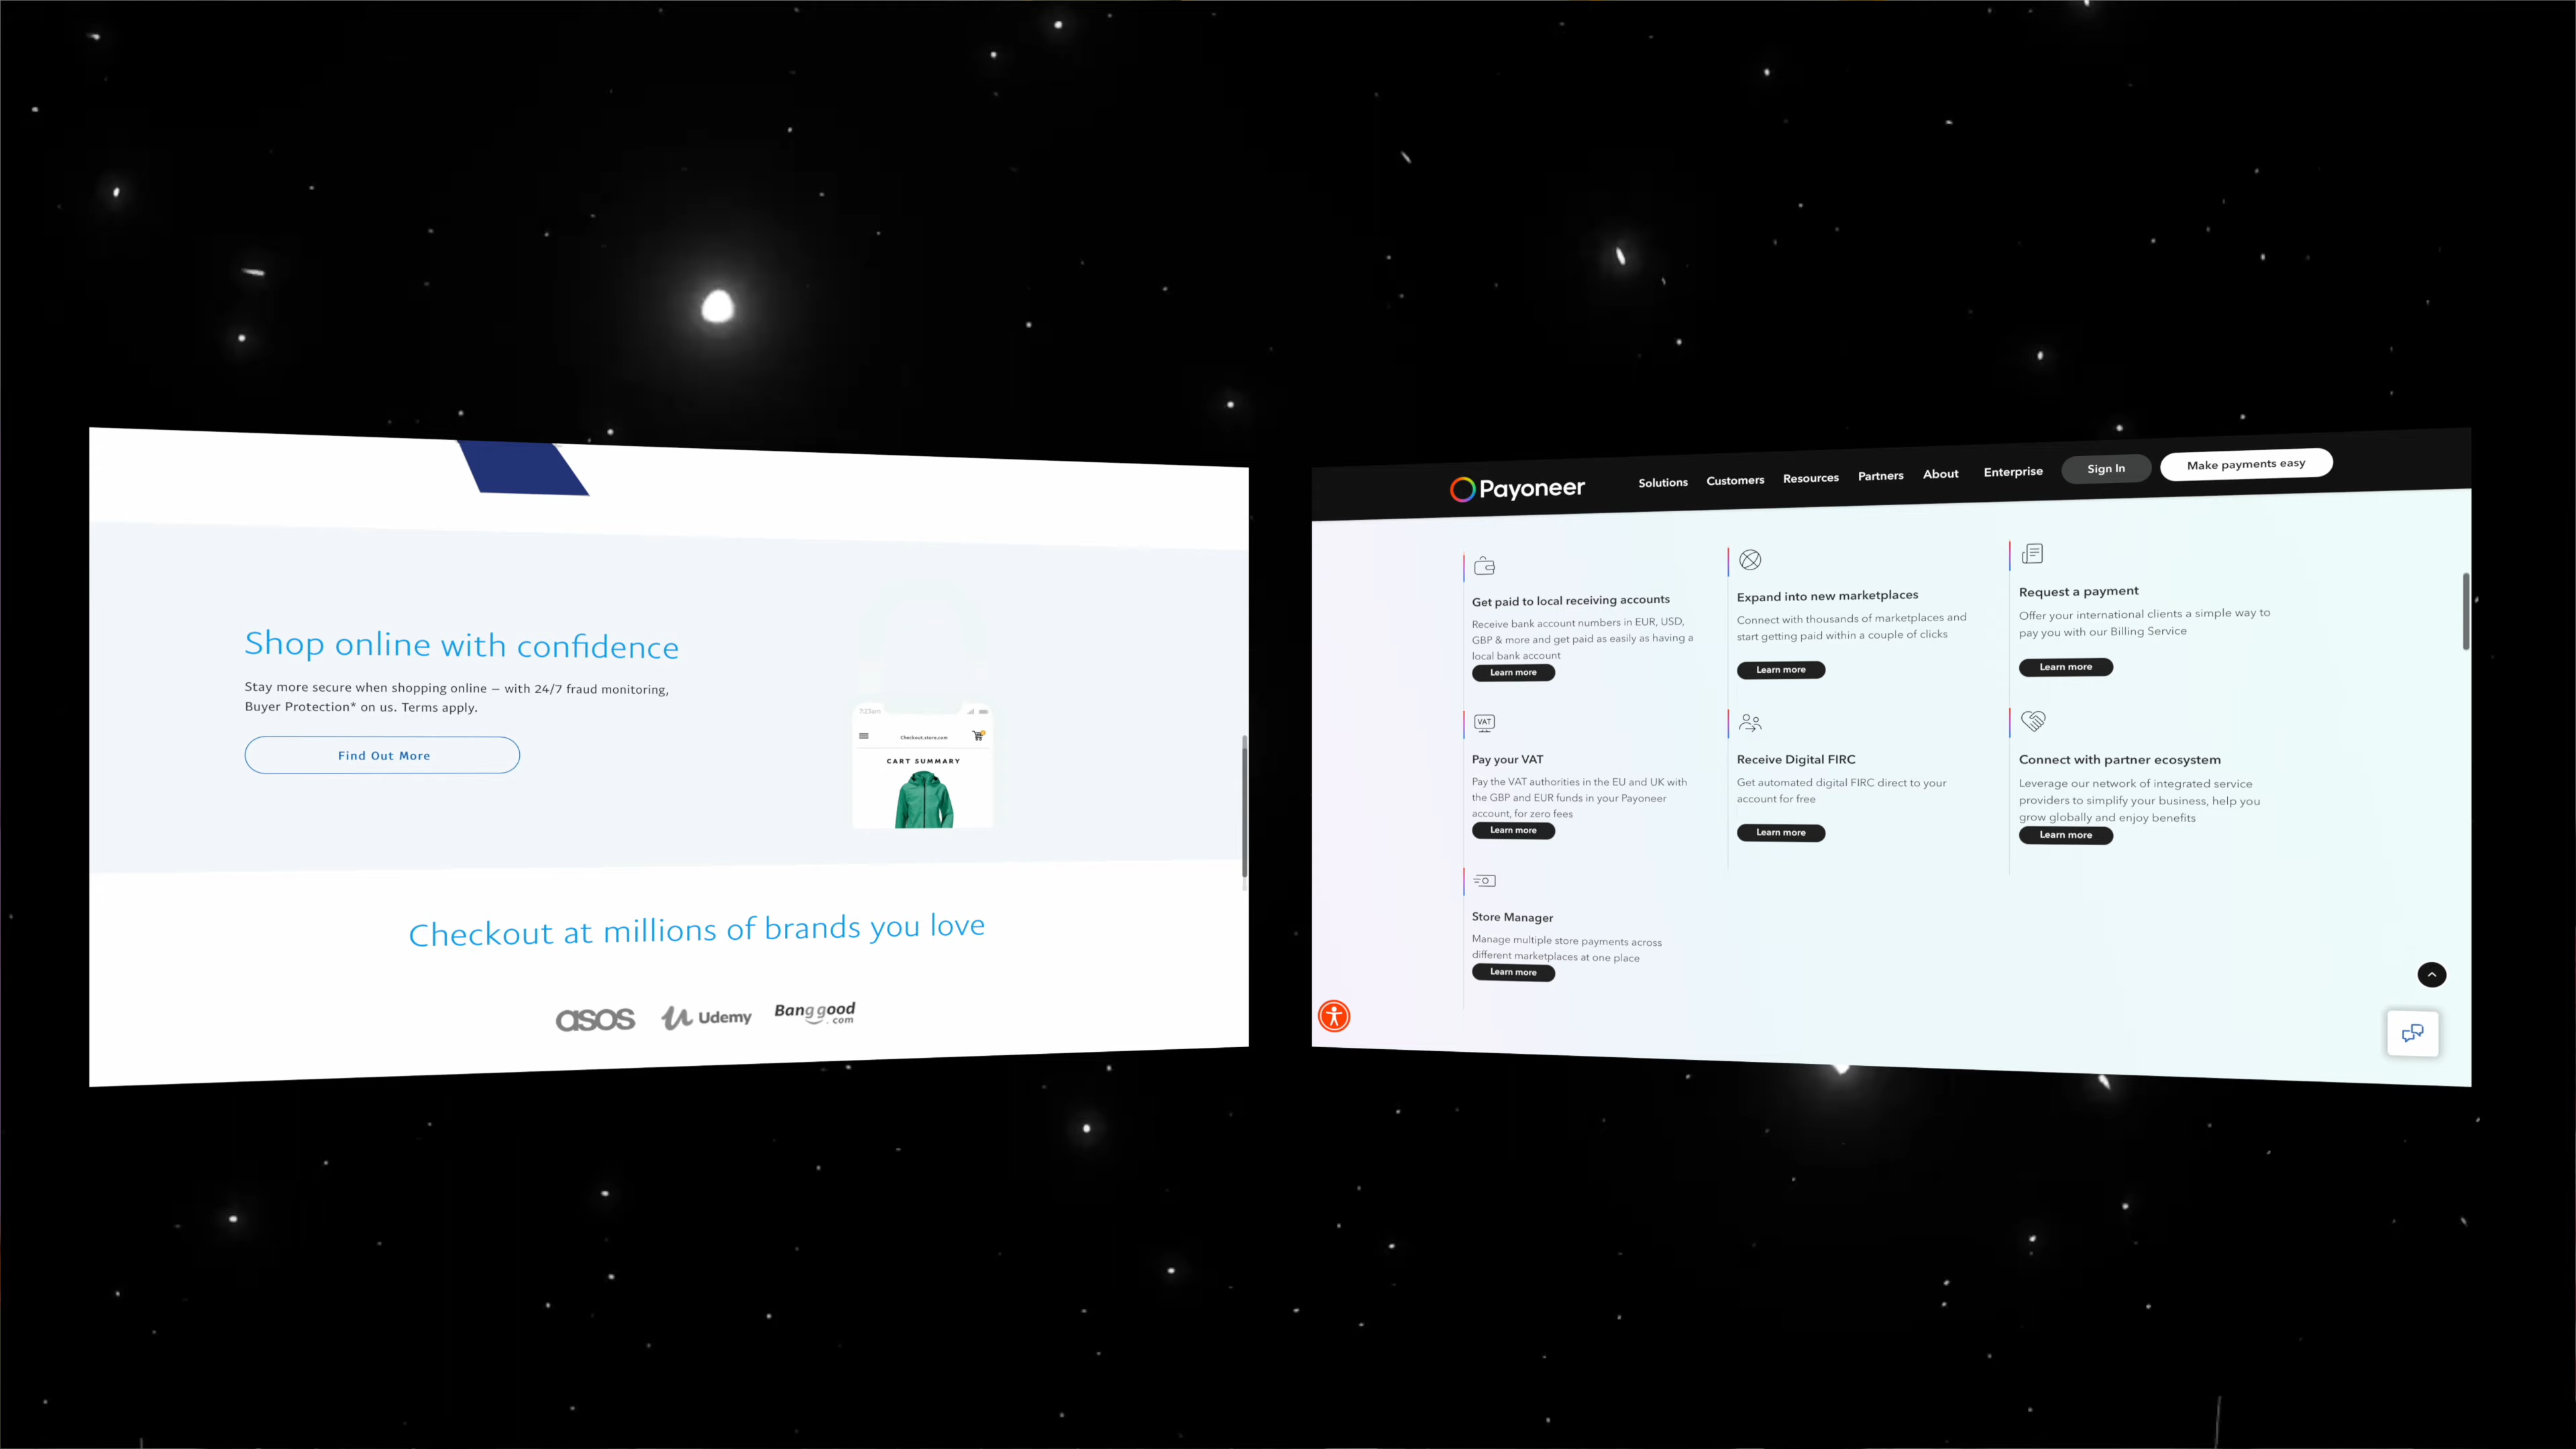 Shop online with confidence
Stay more secure when shopping online – with 24/7 fraud monitoring,
Buyer Protection* on us. Terms apply.
Find Out More
7:25am
Checkout.store.com
CART SUMMARY
Checkout at millions of brands you love
asos
Udemy
Banggood
.com
Payoneer
Solutions
Customers
Resources
Partners
About
Enterprise
Sign In
Make payments easy
Get paid to local receiving accounts
Receive bank account numbers in EUR, USD,
GBP & more and get paid as easily as having a
local bank account
Learn more
Expand into new marketplaces
Connect with thousands of marketplaces and
start getting paid within a couple of clicks
Learn more
Request a payment
Offer your international clients a simple way to
pay you with our Billing Service
Learn more
VAT
Pay your VAT
Pay the VAT authorities in the EU and UK with
the GBP and EUR funds in your Payoneer
account, for zero fees
Learn more
Receive Digital FIRC
Get automated digital FIRC direct to your
account for free
Learn more
Connect with partner ecosystem
Leverage our network of integrated service
providers to simplify your business, help you
grow globally and enjoy benefits
Learn more
Store Manager
Manage multiple store payments across
different marketplaces at one place
Learn more